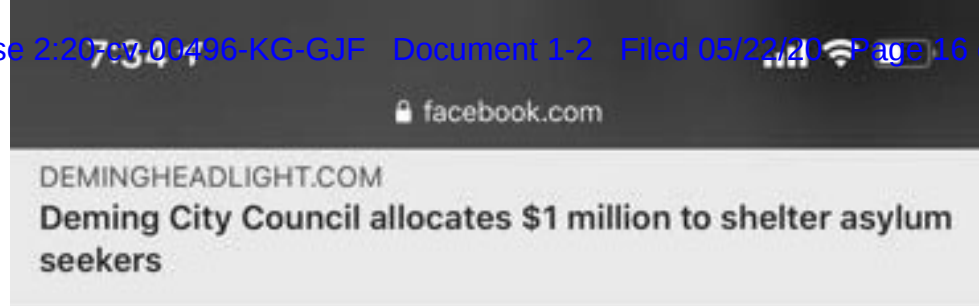 se 2:20-cv-00496-KG-GJF Document 1-2 Filed 05/22/20 Page 16
facebook.com
DEMINGHEADLIGHT.COM
Deming City Council allocates $1 million to shelter asylum
seekers